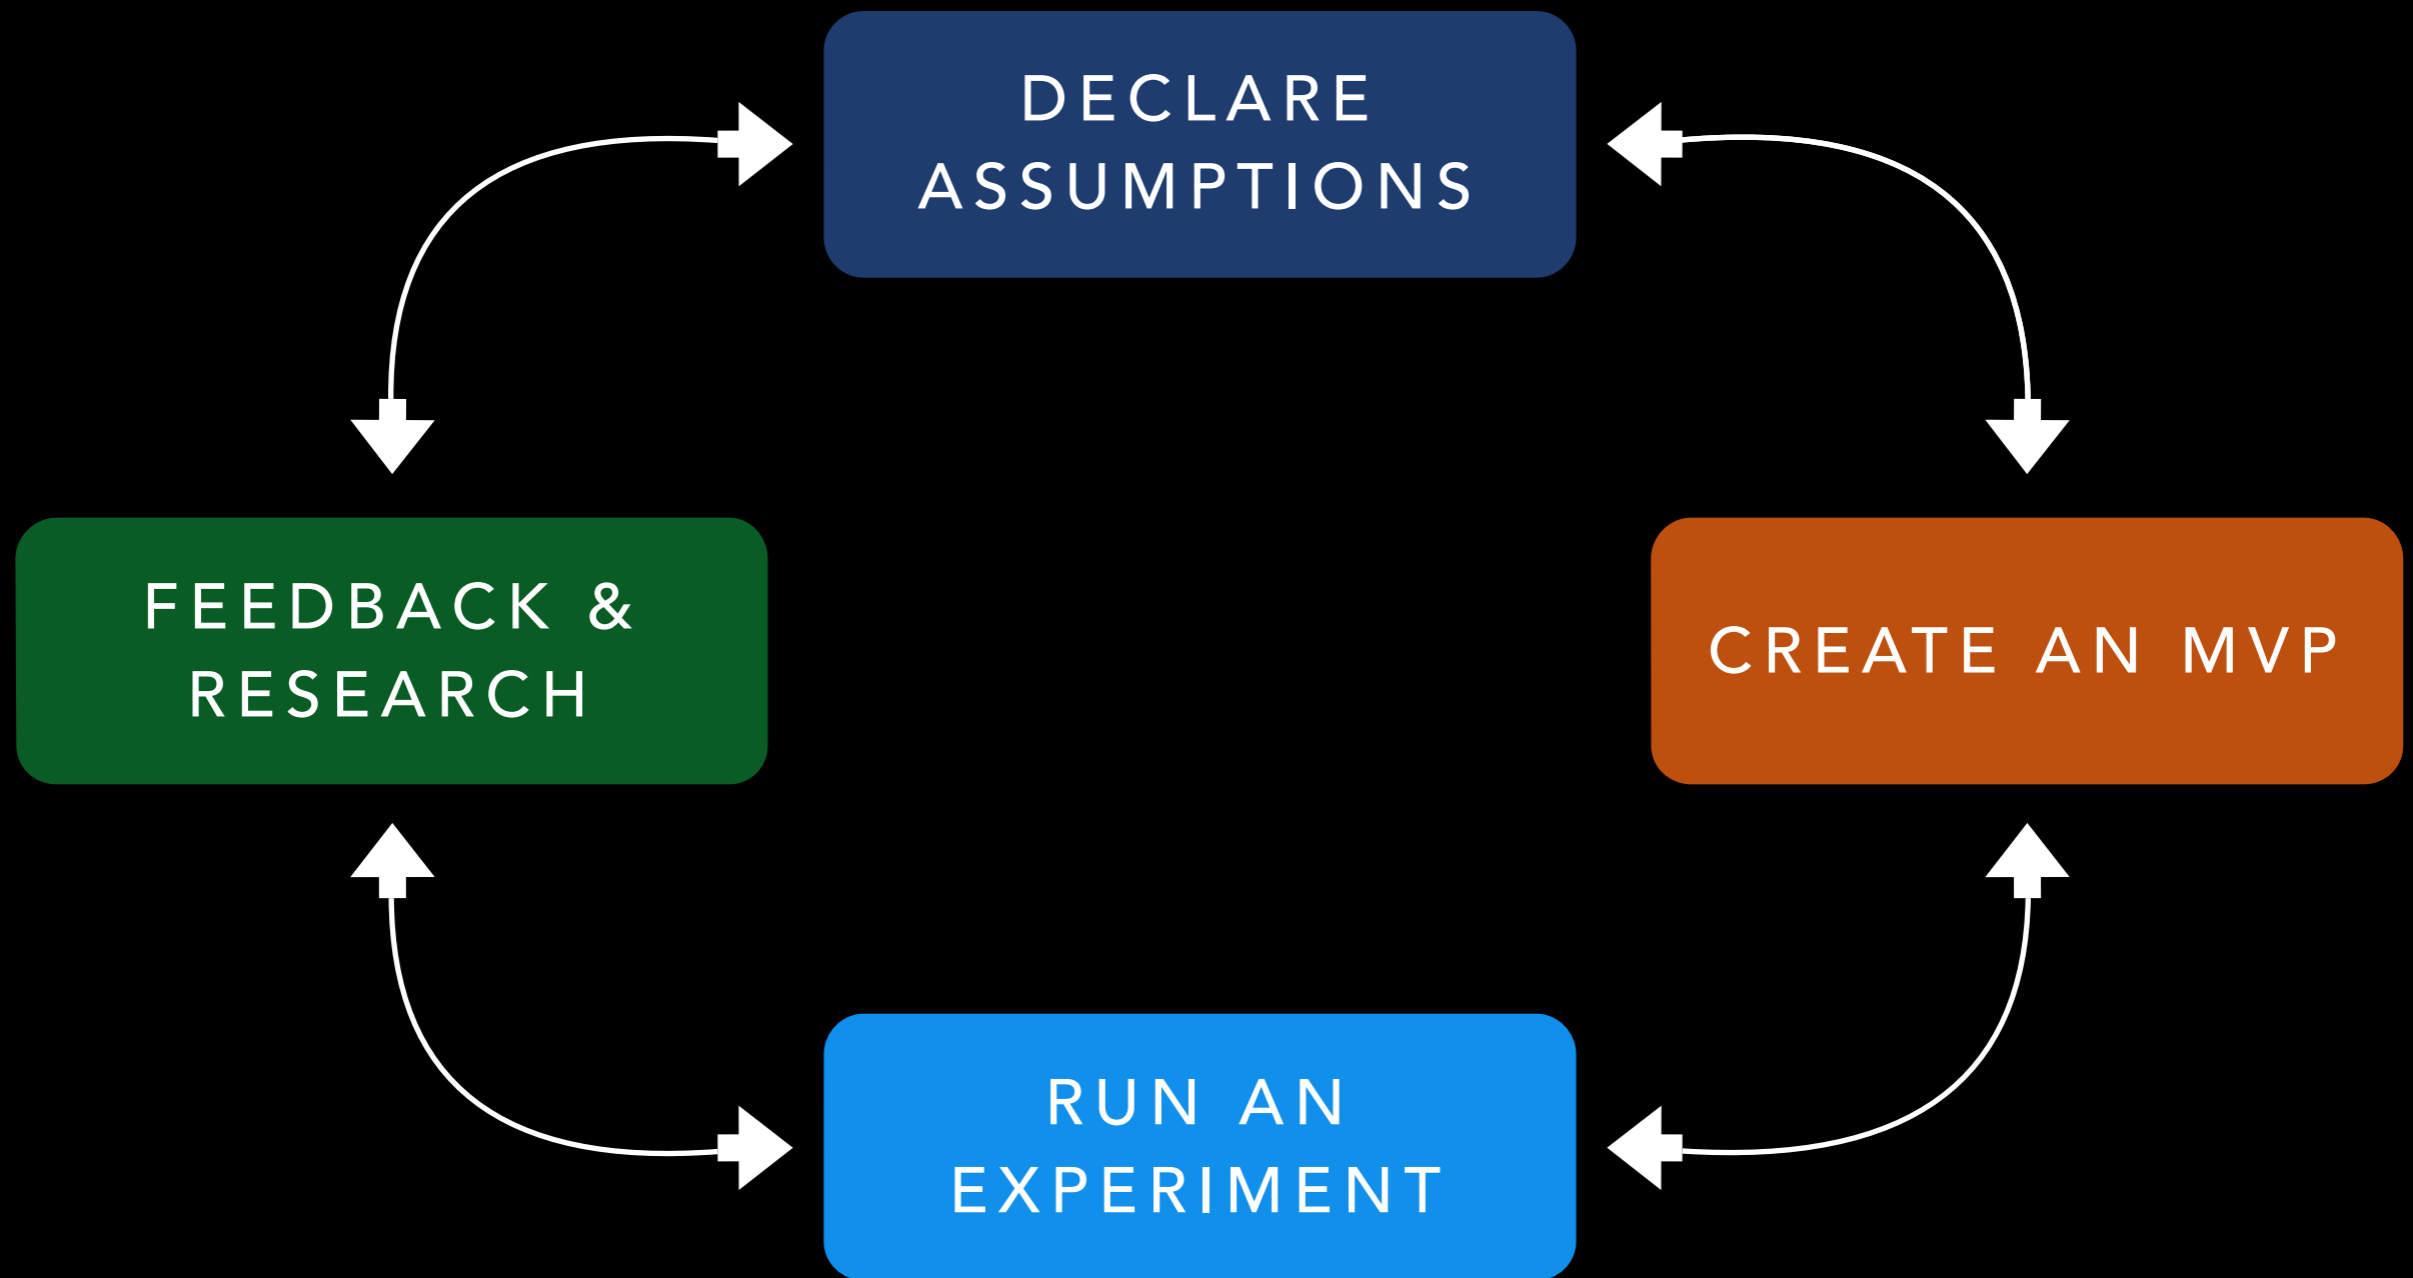 DECLARE
ASSUMPTIONS
FEEDBACK &
RESEARCH
CREATE AN MVP
RUN AN
EXPERIMENT